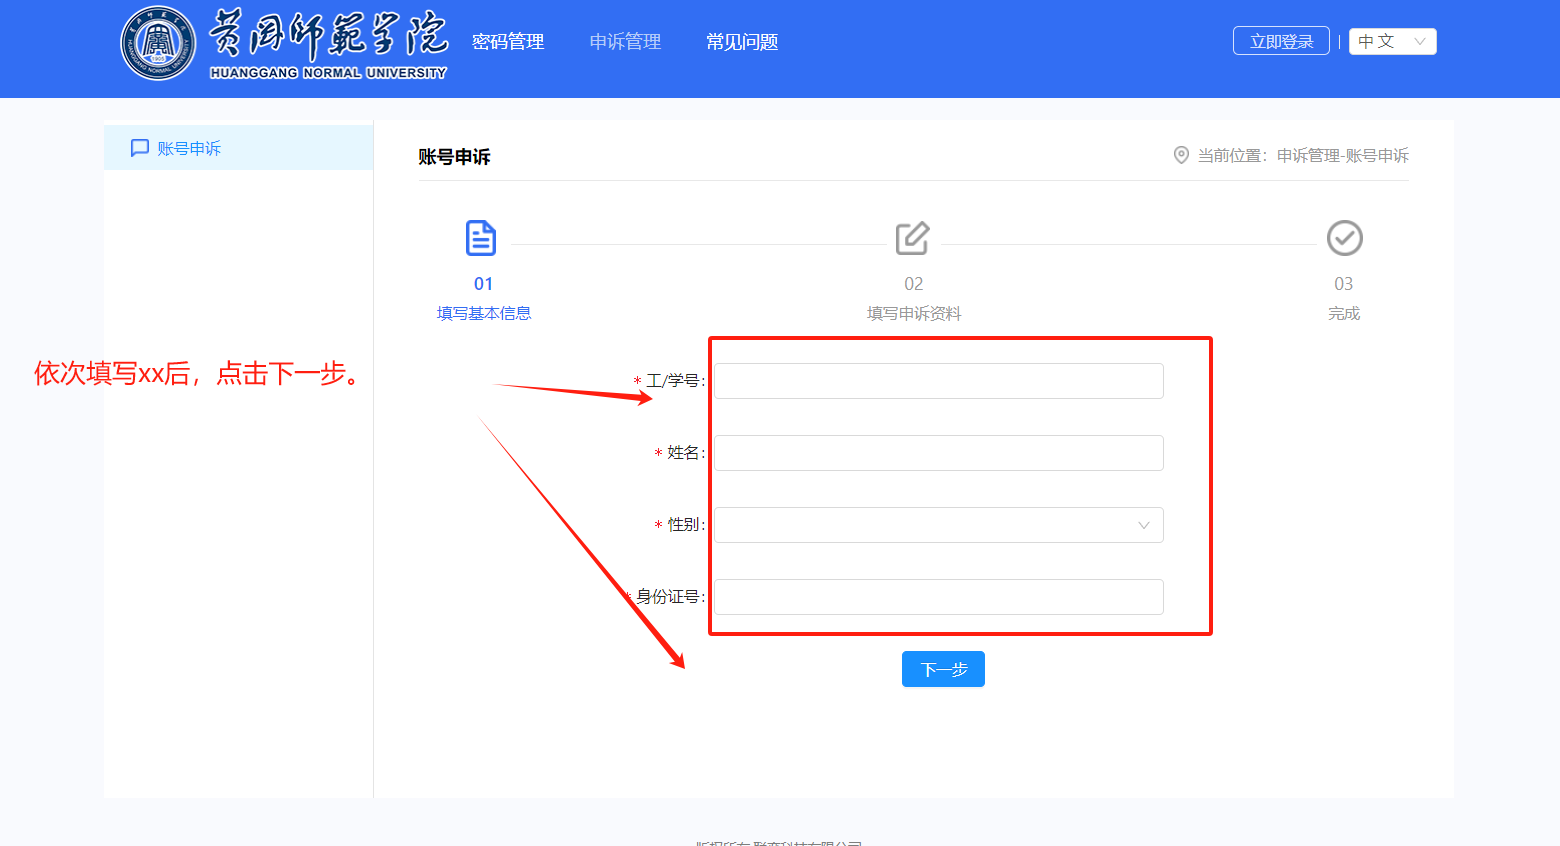 黄冈師範学院
HUANGGANG NORMAL UNIVERSITY
密码管理
申诉管理
常见问题
立即登录
|
中 文
账号申诉
账号申诉
当前位置：申诉管理-账号申诉
01
填写基本信息
02
填写申诉资料
03
完成
依次填写xx后，点击下一步。
* 工/学号：
* 姓名：
* 性别：
* 身份证号：
下一步